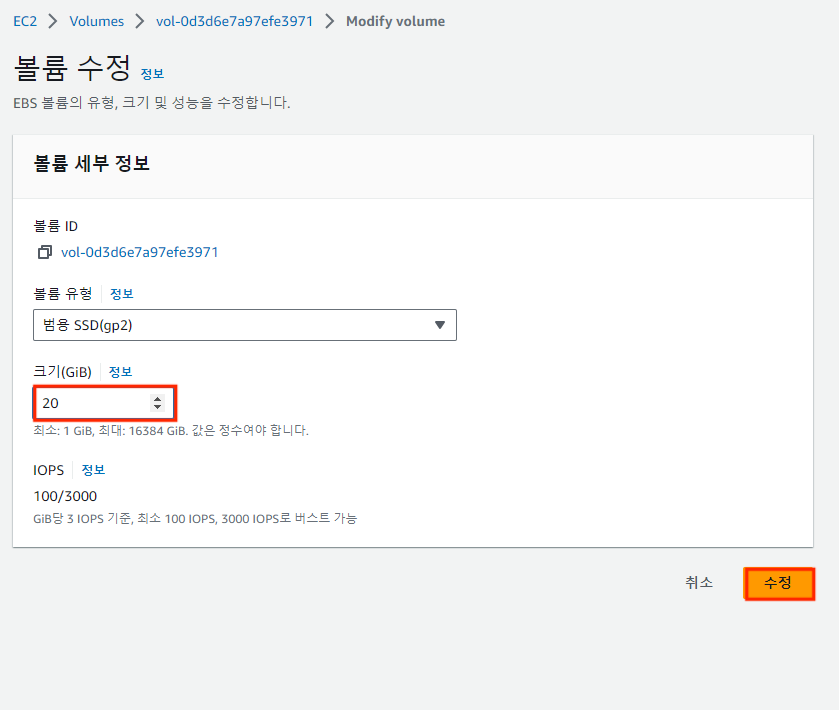 EC2 > Volumes > vol-0d3d6e7a97efe3971 > Modify volume
볼륨 수정 정보
EBS 볼륨의 유형, 크기 및 성능을 수정합니다.
볼륨 세부 정보
볼륨 ID
vol-0d3d6e7a97efe3971
볼륨 유형 정보
범용 SSD(gp2)
크기(GiB) 정보
20
최소: 1 GiB, 최대: 16384 GiB. 값은 정수여야 합니다.
IOPS 정보
100/3000
GiB당 3 IOPS 기준, 최소 100 IOPS, 3000 IOPS로 버스트 가능
취소 수정